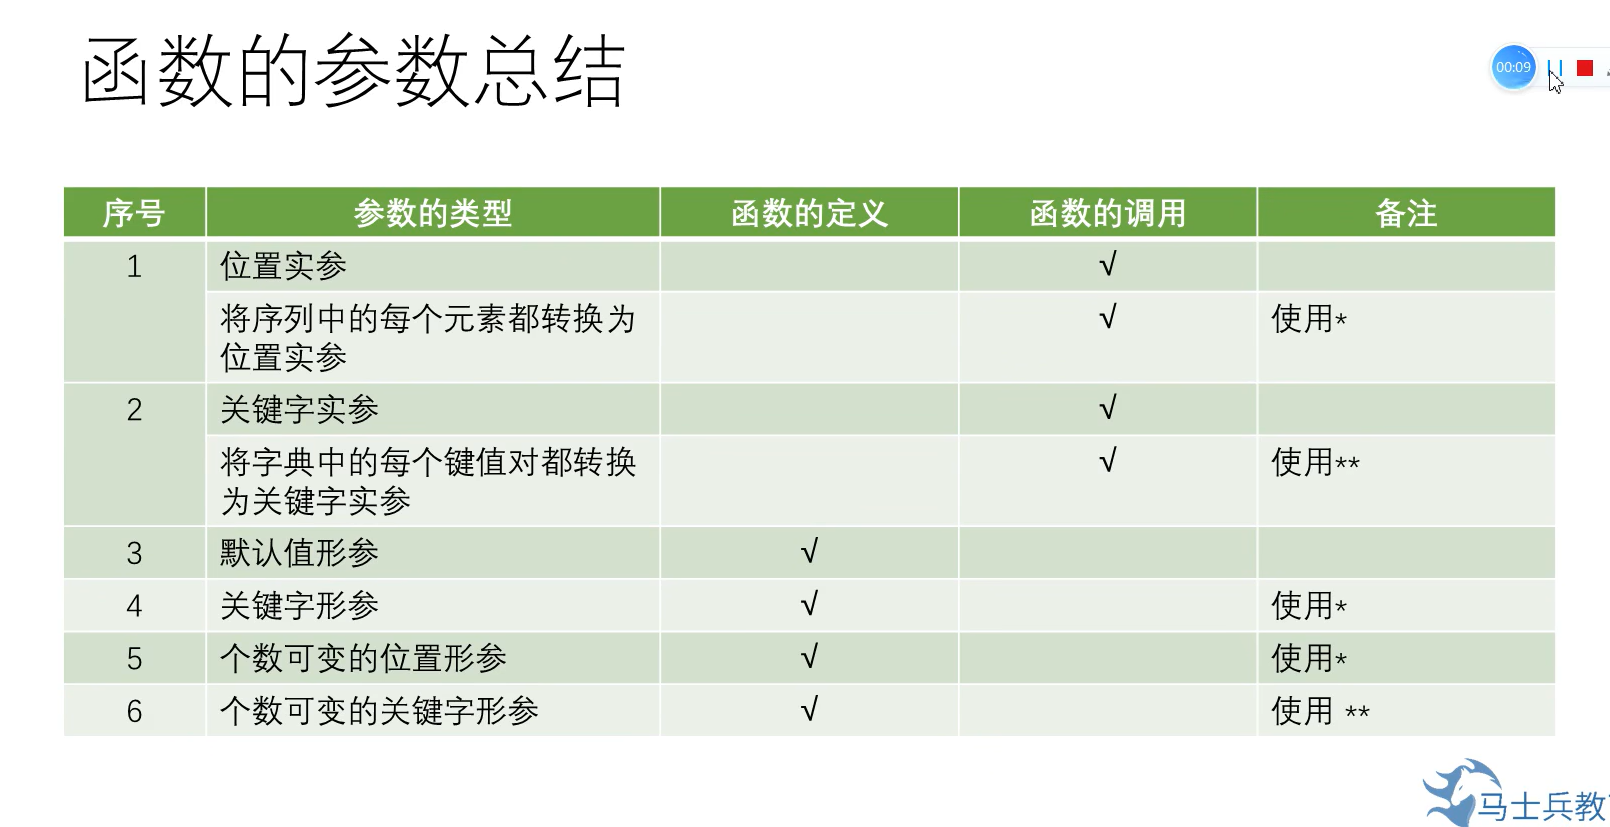 函数的参数总结
00:09
序号 参数的类型 函数的定义 函数的调用 备注
1 位置实参 √
将序列中的每个元素都转换为 √ 使用*
位置实参
2 关键字实参 √
将字典中的每个键值对都转换 √ 使用**
为关键字实参
3 默认值形参 √
4 关键字形参 √ 使用*
5 个数可变的位置形参 √ 使用*
6 个数可变的关键字形参 √ 使用 **
马士兵教